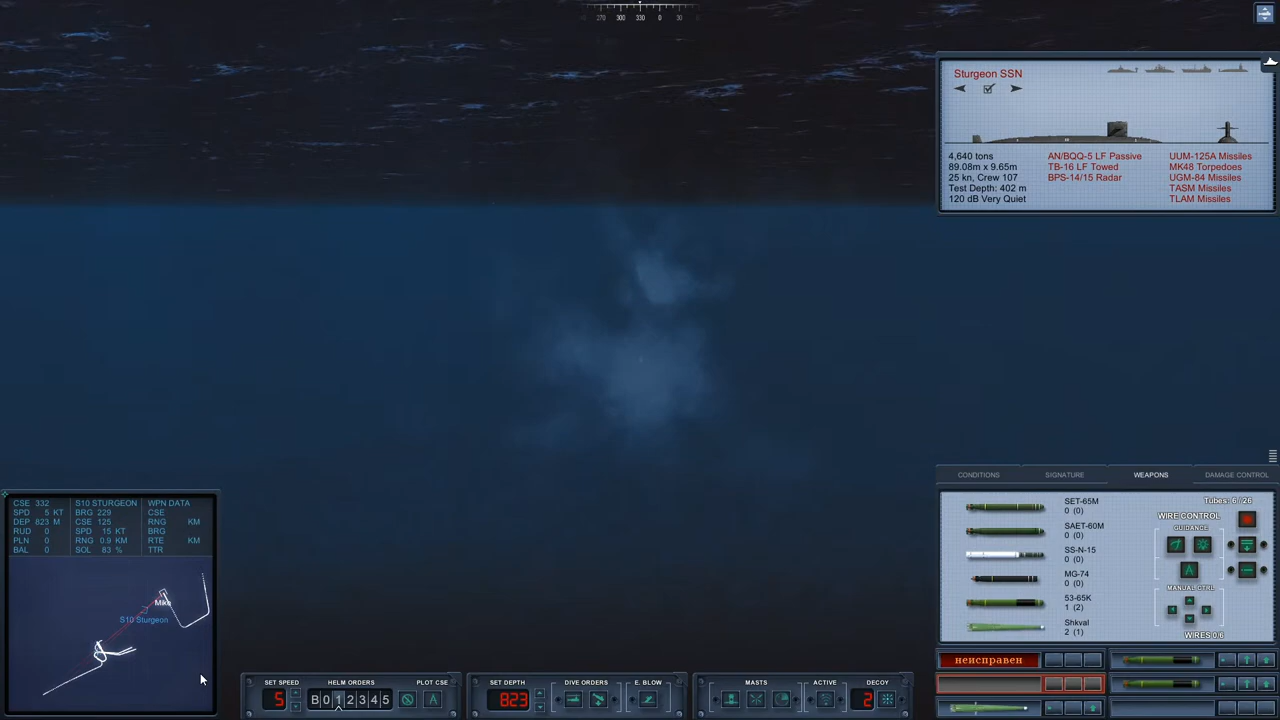 270 300 330 0 30
Sturgeon SSN
4,640 tons
89.08m x 9.65m
25 kn, Crew 107
Test Depth: 402 m
120 dB Very Quiet
AN/BQQ-5 LF Passive
TB-16 LF Towed
BPS-14/15 Radar
UUM-125A Missiles
MK48 Torpedoes
UGM-84 Missiles
TASM Missiles
TLAM Missiles
CONDITIONS SIGNATURE WEAPONS DAMAGE CONTROL
SET-65M
0 (0)
SAET-60M
0 (0)
SS-N-15
0 (0)
MG-74
0 (0)
53-65K
1 (2)
Shkval
2 (1)
Tubes: 6 / 26
WIRE CONTROL
GUIDANCE
A
MANUAL CTRL
WIRES 0/6
неисправен
CSE 332
SPD 5 KT
DEP 823 M
RUD 0
PLN 0
BAL 0
S10 STURGEON
BRG 229
CSE 125
SPD 15 KT
RNG 0.9 KM
SOL 83 %
WPN DATA
CSE
RNG KM
BRG
RTE KM
TTR
Mike
S10 Sturgeon
SET SPEED HELM ORDERS PLOT CSE
5 B 0 1 2 3 4 5 A
SET DEPTH DIVE ORDERS E. BLOW
823
MASTS ACTIVE DECOY
2